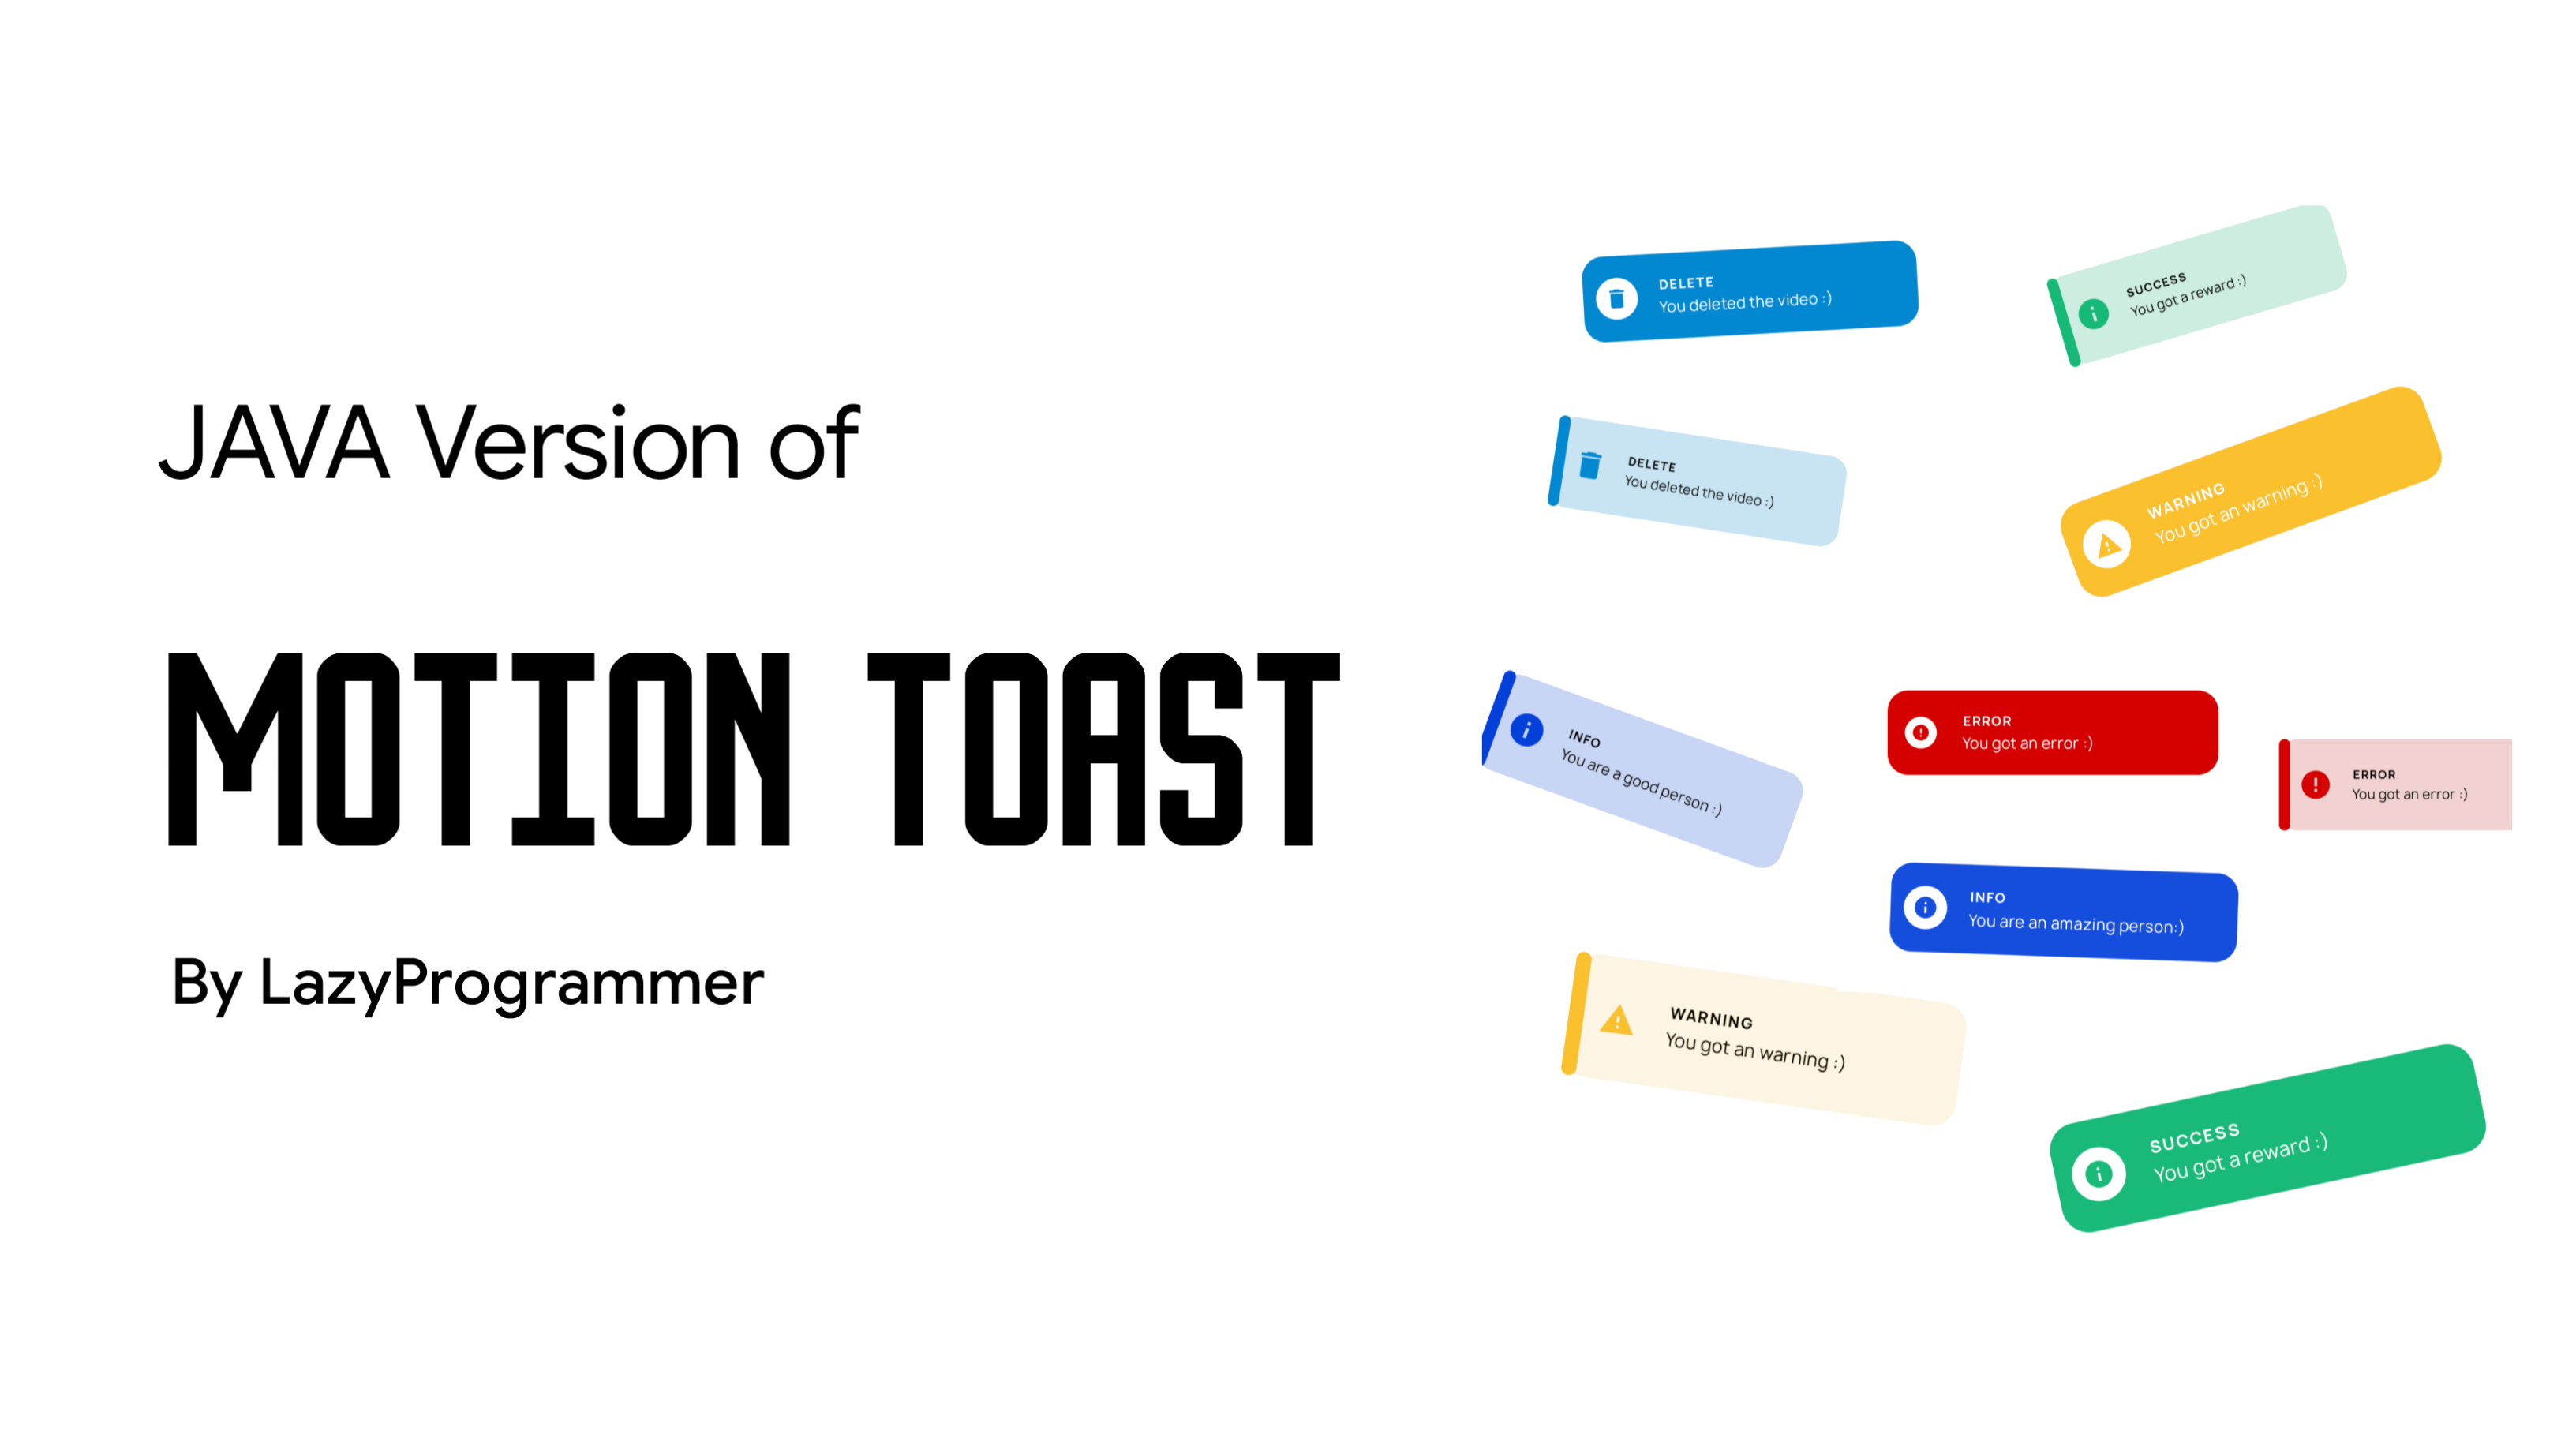 JAVA Version of
MOTION TOAST
By LazyProgrammer
DELETE
You deleted the video :)
SUCCESS
You got a reward :)
DELETE
You deleted the video :)
WARNING
You got an warning :)
INFO
You are a good person :)
ERROR
You got an error :)
ERROR
You got an error :)
INFO
You are an amazing person:)
WARNING
You got an warning :)
SUCCESS
You got a reward :)